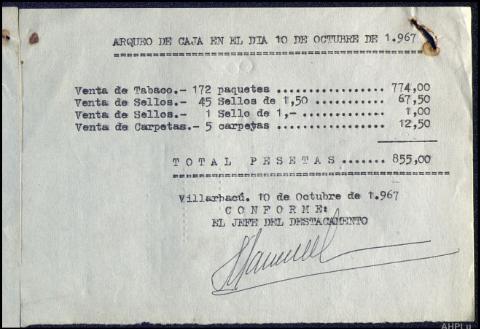 ARQUEO DE CAJA EN EL DIA 10 DE OCTUBRE DE 1.967
Venta de Tabaco.- 172 paquetes .................. 774,00
Venta de Sellos.- 45 Sellos de 1,50 ............ 67,50
Venta de Sellos.- 1 Sello de 1,- ............... 1,00
Venta de Carpetas.- 5 carpetas ................. 12,50
TOTAL PESETAS....... 855,00
Villarbacú. 10 de Octubre de 1.967
CONFORME:
EL JEFE DEL DESTACAMENTO
Manuel
AHPLu